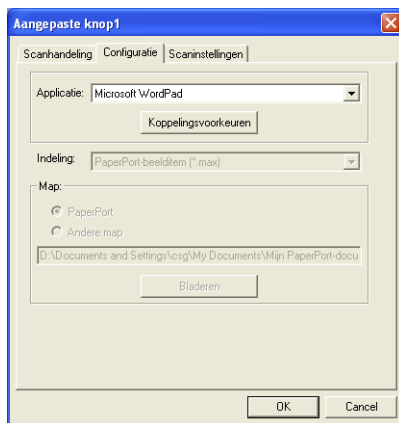 Aangepaste knop1
Scanhandeling Configuratie Scaninstellingen
Applicatie: Microsoft WordPad
Koppelingsvoorkeuren
Indeling: PaperPort-beelditem (*.max)
Map:
PaperPort
Andere map
D:\Documents and Settings\csg\My Documents\Mijn PaperPort-docu
Bladeren
OK Cancel